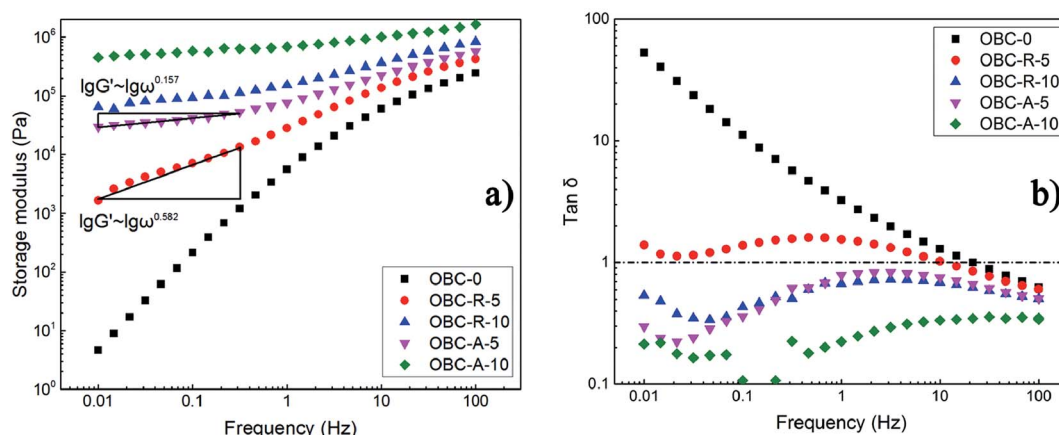 Storage modulus (Pa)
10⁶
10⁵
10⁴
10³
10²
10¹
10⁰
lgG'~lgω^0.157
lgG'~lgω^0.582
a)
OBC-0
OBC-R-5
OBC-R-10
OBC-A-5
OBC-A-10
0.01 0.1 1 10 100
Frequency (Hz)
Tan δ
100
10
1
0.1
b)
OBC-0
OBC-R-5
OBC-R-10
OBC-A-5
OBC-A-10
0.01 0.1 1 10 100
Frequency (Hz)